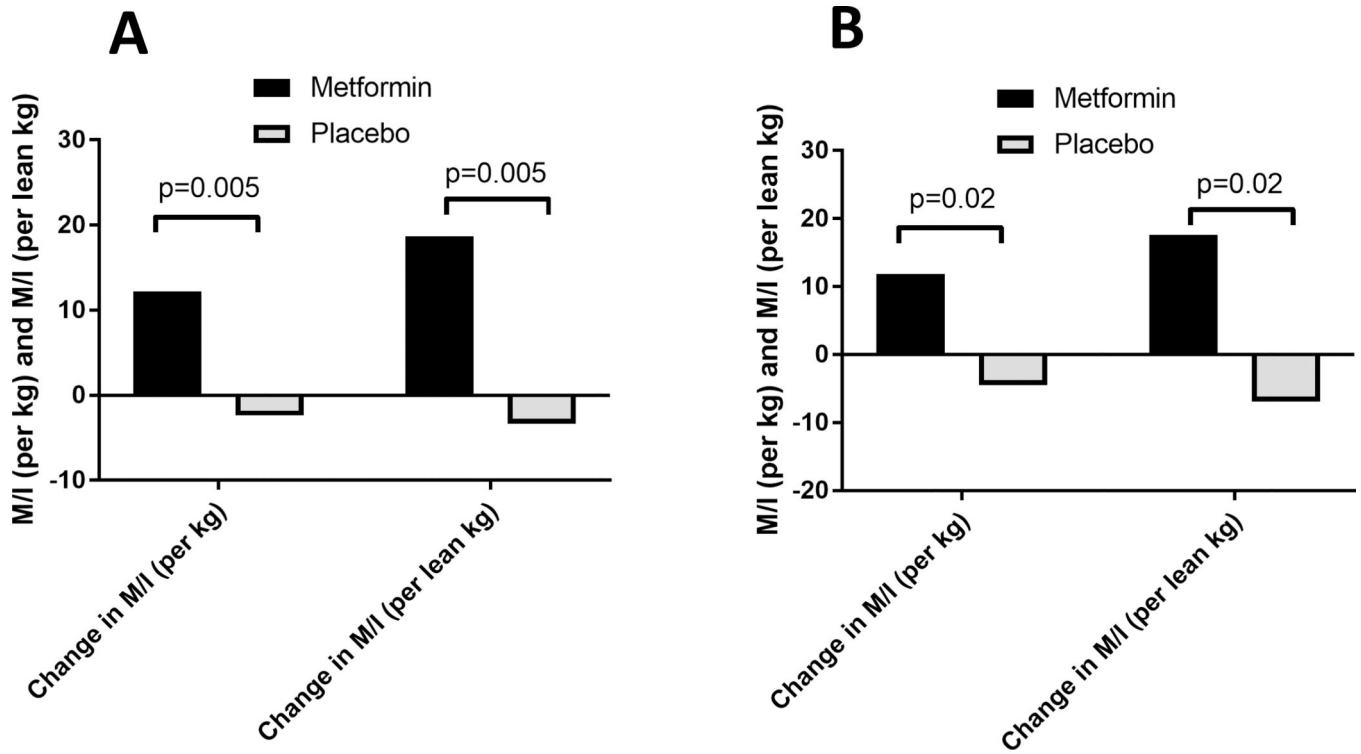 A
Metformin
Placebo
M/I (per kg) and M/I (per lean kg)
30
20
10
0
-10
p=0.005
p=0.005
Change in M/I (per kg)
Change in M/I (per lean kg)
B
Metformin
Placebo
M/I (per kg) and M/I (per lean kg)
30
20
10
0
-10
-20
p=0.02
p=0.02
Change in M/I (per kg)
Change in M/I (per lean kg)